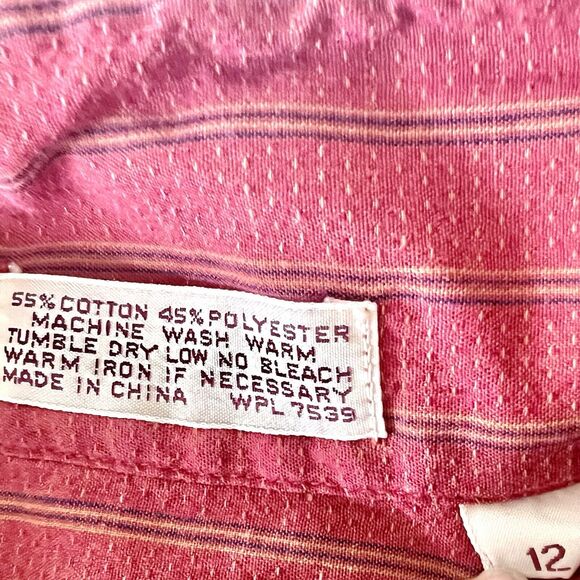 55% COTTON 45% POLYESTER
MACHINE WASH WARM
TUMBLE DRY LOW NO BLEACH
WARM IRON IF NECESSARY
MADE IN CHINA WPL 7539
12